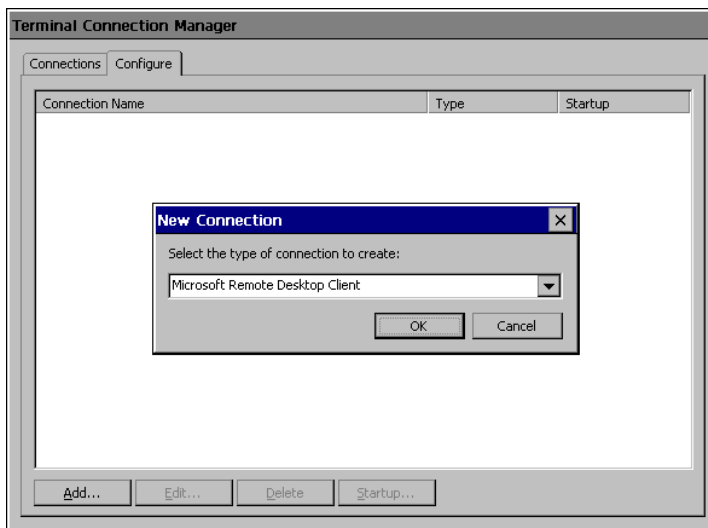 Terminal Connection Manager
Connections Configure
Connection Name Type Startup
New Connection
Select the type of connection to create:
Microsoft Remote Desktop Client
OK Cancel
Add... Edit... Delete Startup...